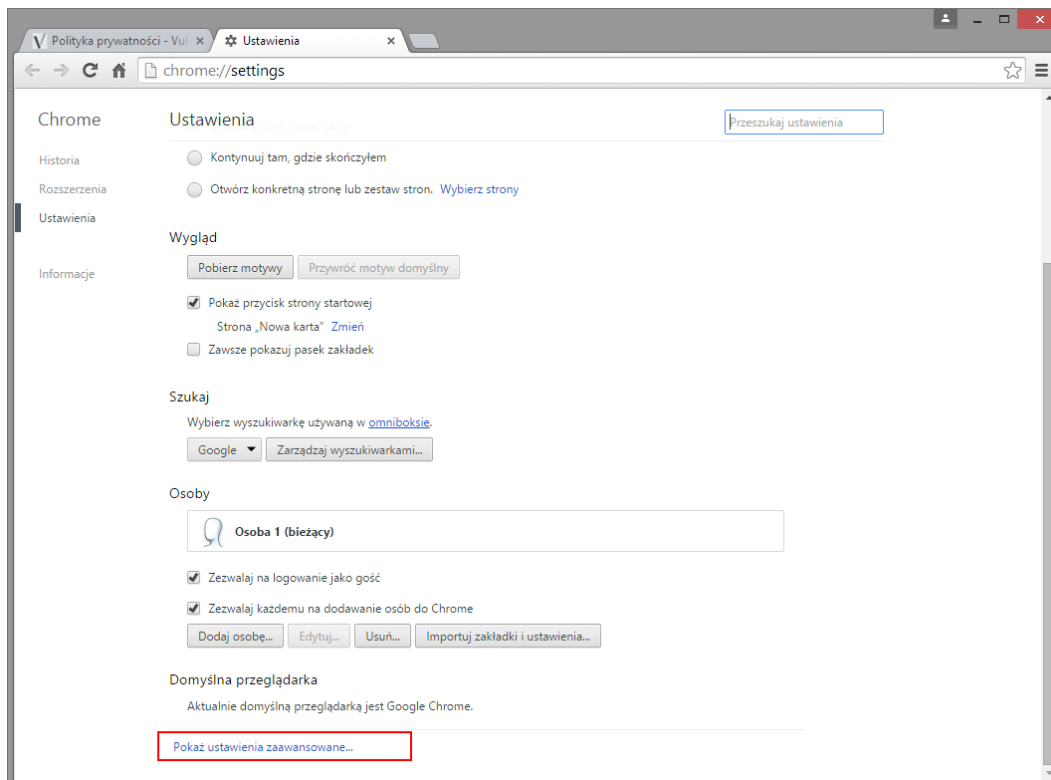 Polityka prywatności - Vul
Ustawienia
chrome://settings
Chrome
Ustawienia
Przeszukaj ustawienia
Historia
Rozszerzenia
Ustawienia
Informacje
Kontynuuj tam, gdzie skończyłem
Otwórz konkretną stronę lub zestaw stron. Wybierz strony
Wygląd
Pobierz motywy Przywróć motyw domyślny
Pokaż przycisk strony startowej
Strona „Nowa karta” Zmień
Zawsze pokazuj pasek zakładek
Szukaj
Wybierz wyszukiwarkę używaną w omniboksie.
Google Zarządzaj wyszukiwarkami...
Osoby
Osoba 1 (bieżący)
Zezwalaj na logowanie jako gość
Zezwalaj każdemu na dodawanie osób do Chrome
Dodaj osobę... Edytuj... Usuń... Importuj zakładki i ustawienia...
Domyślna przeglądarka
Aktualnie domyślną przeglądarką jest Google Chrome.
Pokaż ustawienia zaawansowane...